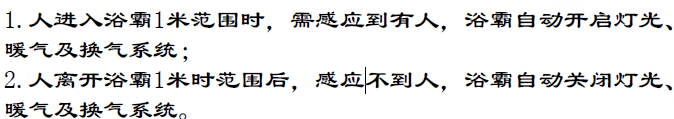 1.人进入浴霸1米范围时，需感应到有人，浴霸自动开启灯光、
暖气及换气系统；
2.人离开浴霸1米时范围后，感应不到人，浴霸自动关闭灯光、
暖气及换气系统。